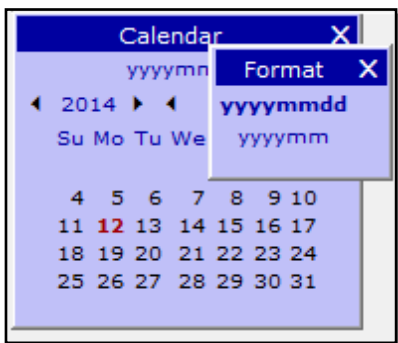 Calendar X
yyyymm
Format X
2014
yyyymmdd
Su Mo Tu We
yyyymm
4 5 6 7 8 9 10
11 12 13 14 15 16 17
18 19 20 21 22 23 24
25 26 27 28 29 30 31